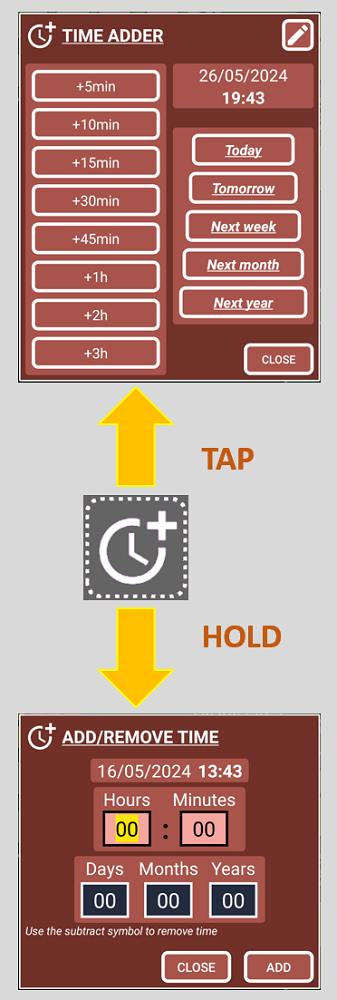 TIME ADDER
+5min
+10min
+15min
+30min
+45min
+1h
+2h
+3h
26/05/2024
19:43
Today
Tomorrow
Next week
Next month
Next year
CLOSE
TAP
HOLD
ADD/REMOVE TIME
16/05/2024 13:43
Hours Minutes
00 : 00
Days Months Years
00 00 00
Use the subtract symbol to remove time
CLOSE ADD